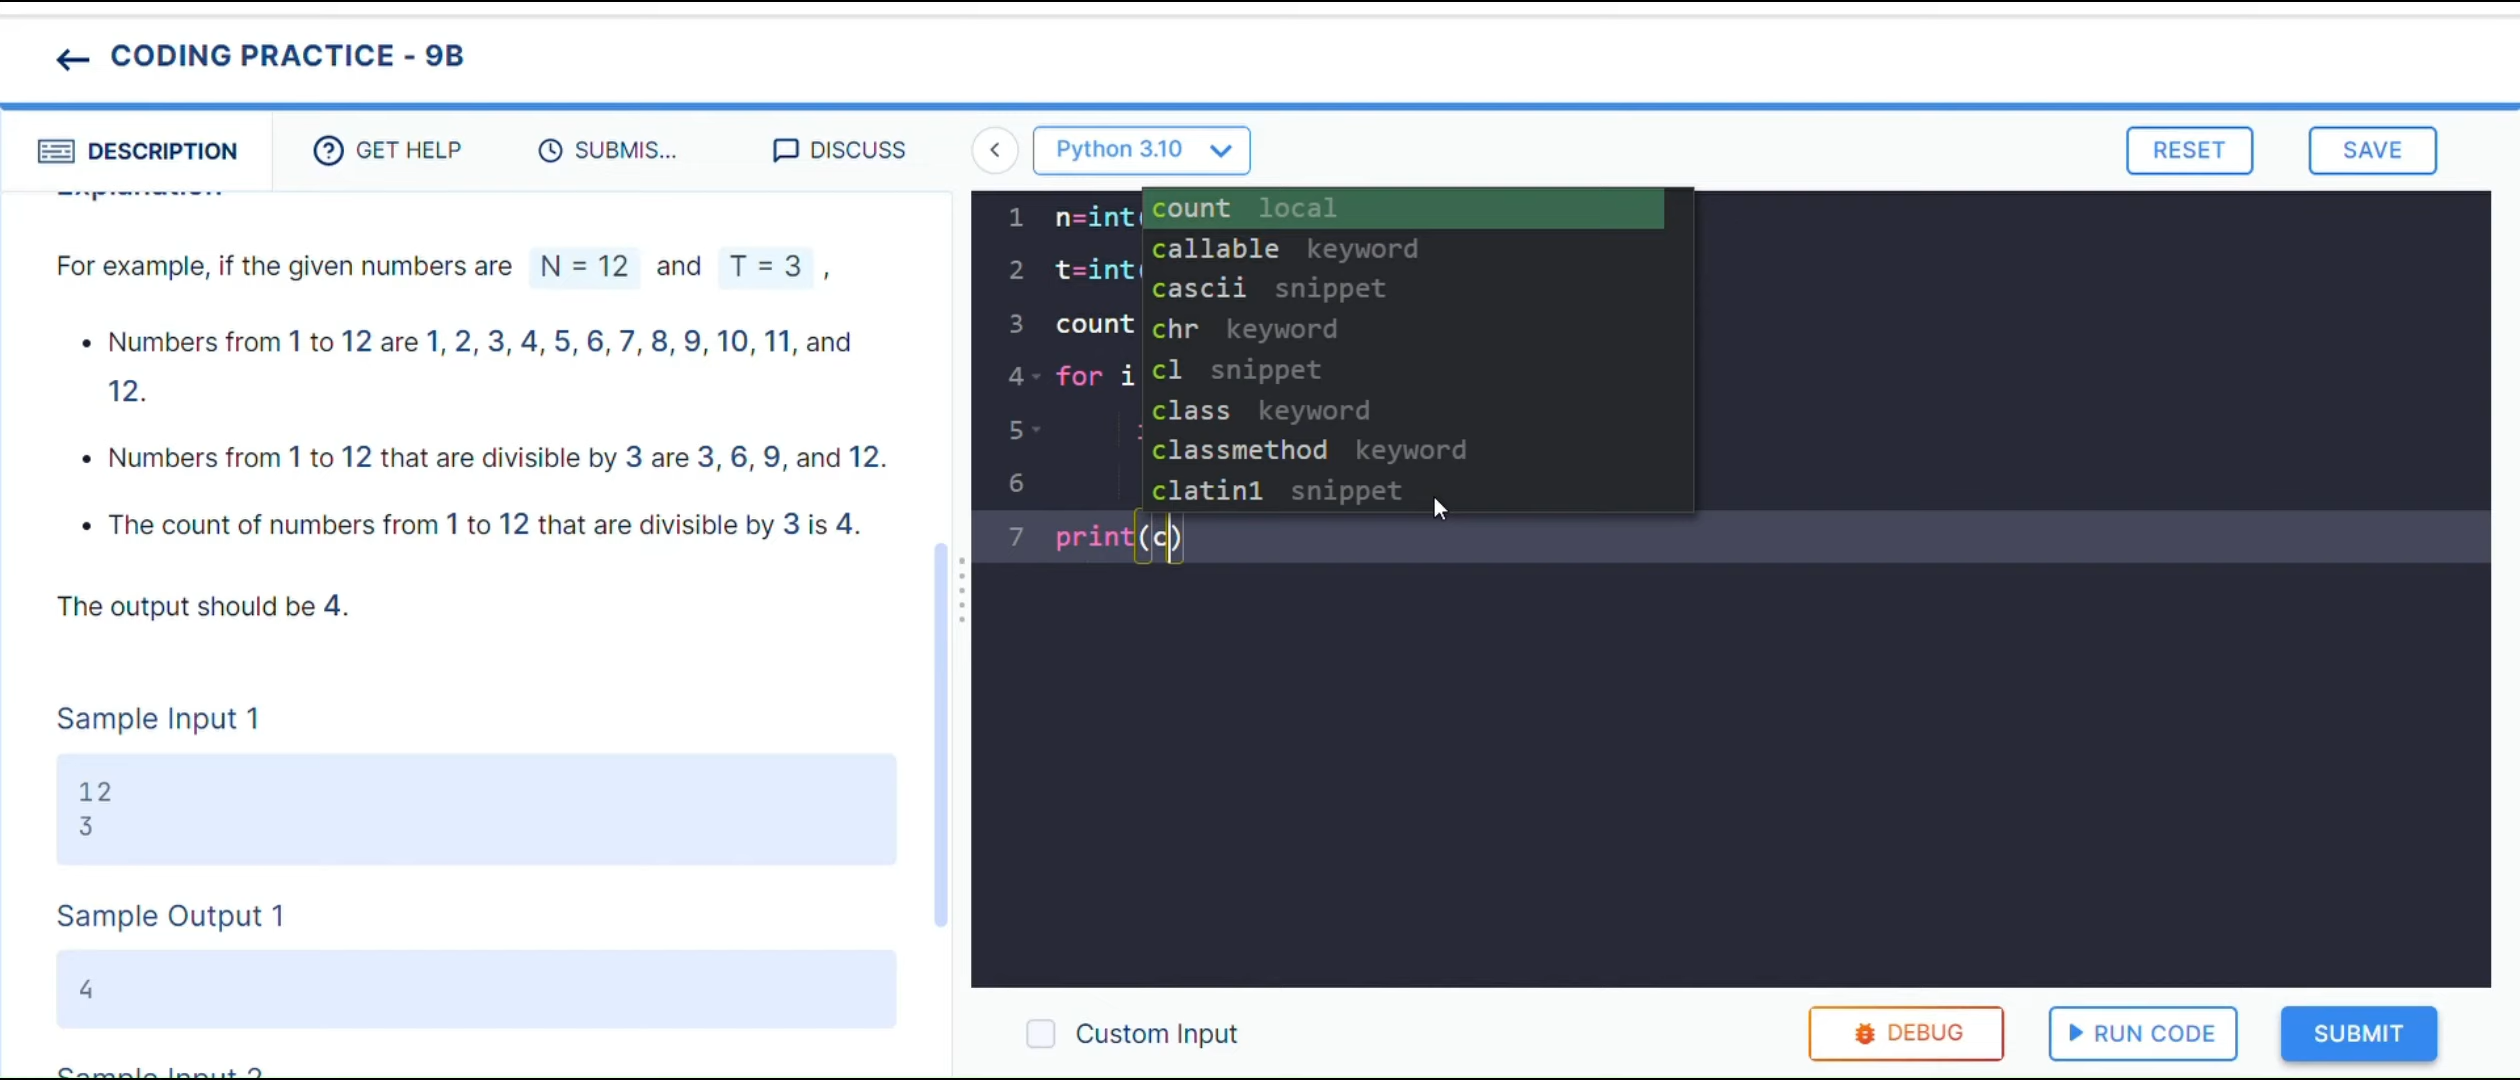 CODING PRACTICE - 9B
DESCRIPTION
GET HELP
SUBMIS...
DISCUSS
Python 3.10
RESET
SAVE
Explanation
For example, if the given numbers are N = 12 and T = 3 ,
• Numbers from 1 to 12 are 1, 2, 3, 4, 5, 6, 7, 8, 9, 10, 11, and
12.
• Numbers from 1 to 12 that are divisible by 3 are 3, 6, 9, and 12.
• The count of numbers from 1 to 12 that are divisible by 3 is 4.
The output should be 4.
Sample Input 1
12
3
Sample Output 1
4
Sample Input 2
1 n=int(
2 t=int(
3 count
4 for i
5
6
7 print(c)
count local
callable keyword
cascii snippet
chr keyword
cl snippet
class keyword
classmethod keyword
clatin1 snippet
Custom Input
DEBUG
RUN CODE
SUBMIT